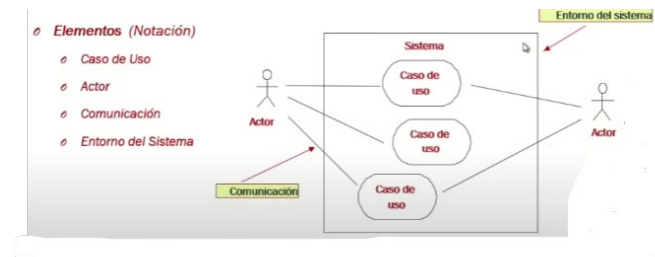 Elementos (Notación)
Caso de Uso
Actor
Comunicación
Entorno del Sistema
Entorno del sistema
Sistema
Caso de
uso
Actor
Caso de
uso
Actor
Caso de
uso
Comunicación